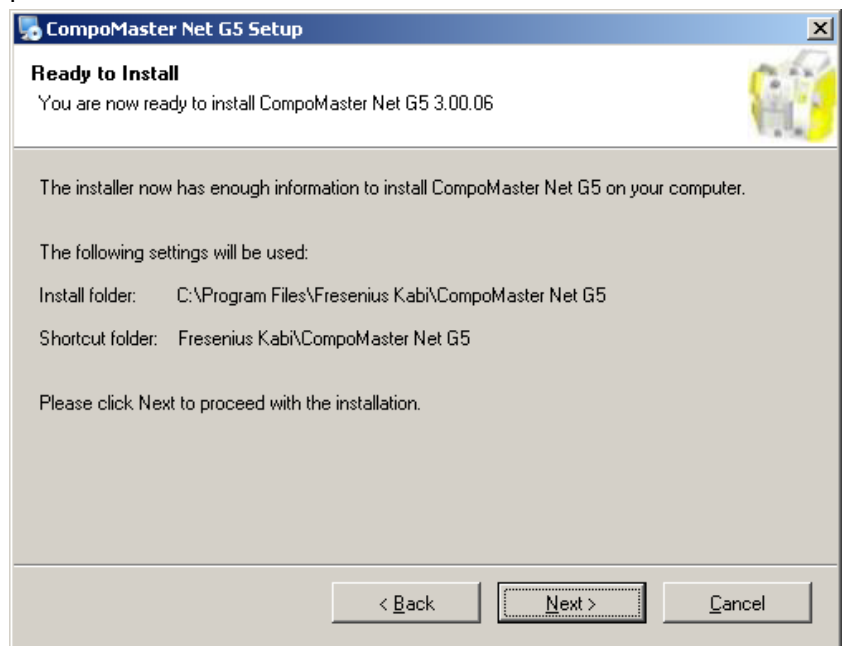 CompoMaster Net G5 Setup
Ready to Install
You are now ready to install CompoMaster Net G5 3.00.06
The installer now has enough information to install CompoMaster Net G5 on your computer.
The following settings will be used:
Install folder: C:\Program Files\Fresenius Kabi\CompoMaster Net G5
Shortcut folder: Fresenius Kabi\CompoMaster Net G5
Please click Next to proceed with the installation.
< Back Next > Cancel